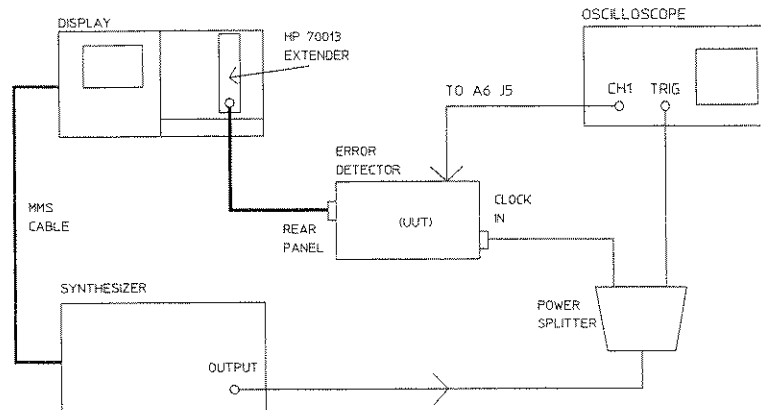 OSCILLOSCOPE
DISPLAY
HP 70013
EXTENDER
TO A6 J5
CH1
TRIG
ERROR
DETECTOR
CLOCK
IN
MMS
CABLE
REAR
PANEL
(UUT)
SYNTHESIZER
POWER
SPLITTER
OUTPUT